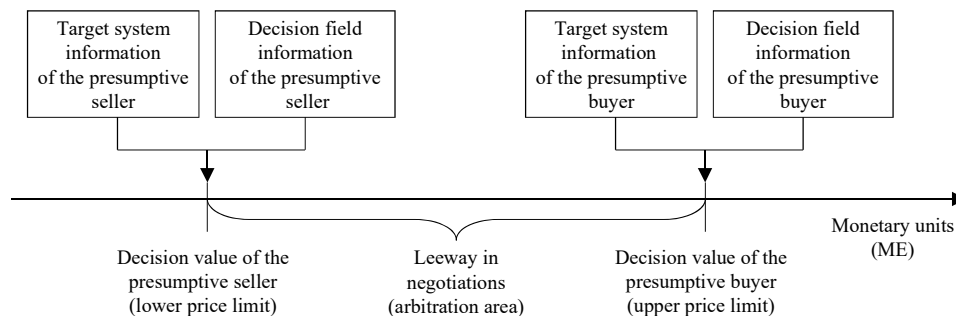 Target system
information
of the presumptive
seller
Decision field
information
of the presumptive
seller
Target system
information
of the presumptive
buyer
Decision field
information
of the presumptive
buyer
Monetary units
(ME)
Decision value of the
presumptive seller
(lower price limit)
Leeway in
negotiations
(arbitration area)
Decision value of the
presumptive buyer
(upper price limit)